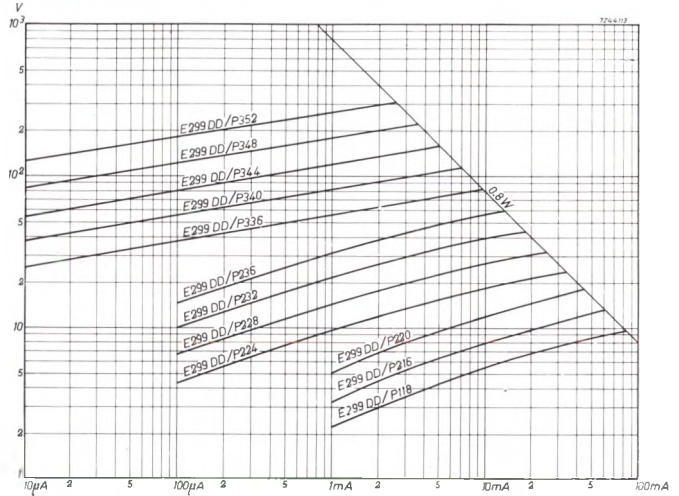 V
7Z44113
10³
5
2
10²
5
2
10
5
2
1
E299 DD/P352
E299 DD/P348
E299 DD/P344
E299 DD/P340
E299 DD/P336
0.8W
E299 DD/P236
E299 DD/P232
E299 DD/P228
E299 DD/P224
E299 DD/P220
E299 DD/P216
E299 DD/P118
10μA 2 5 100μA 2 5 1mA 2 5 10mA 2 5 100mA